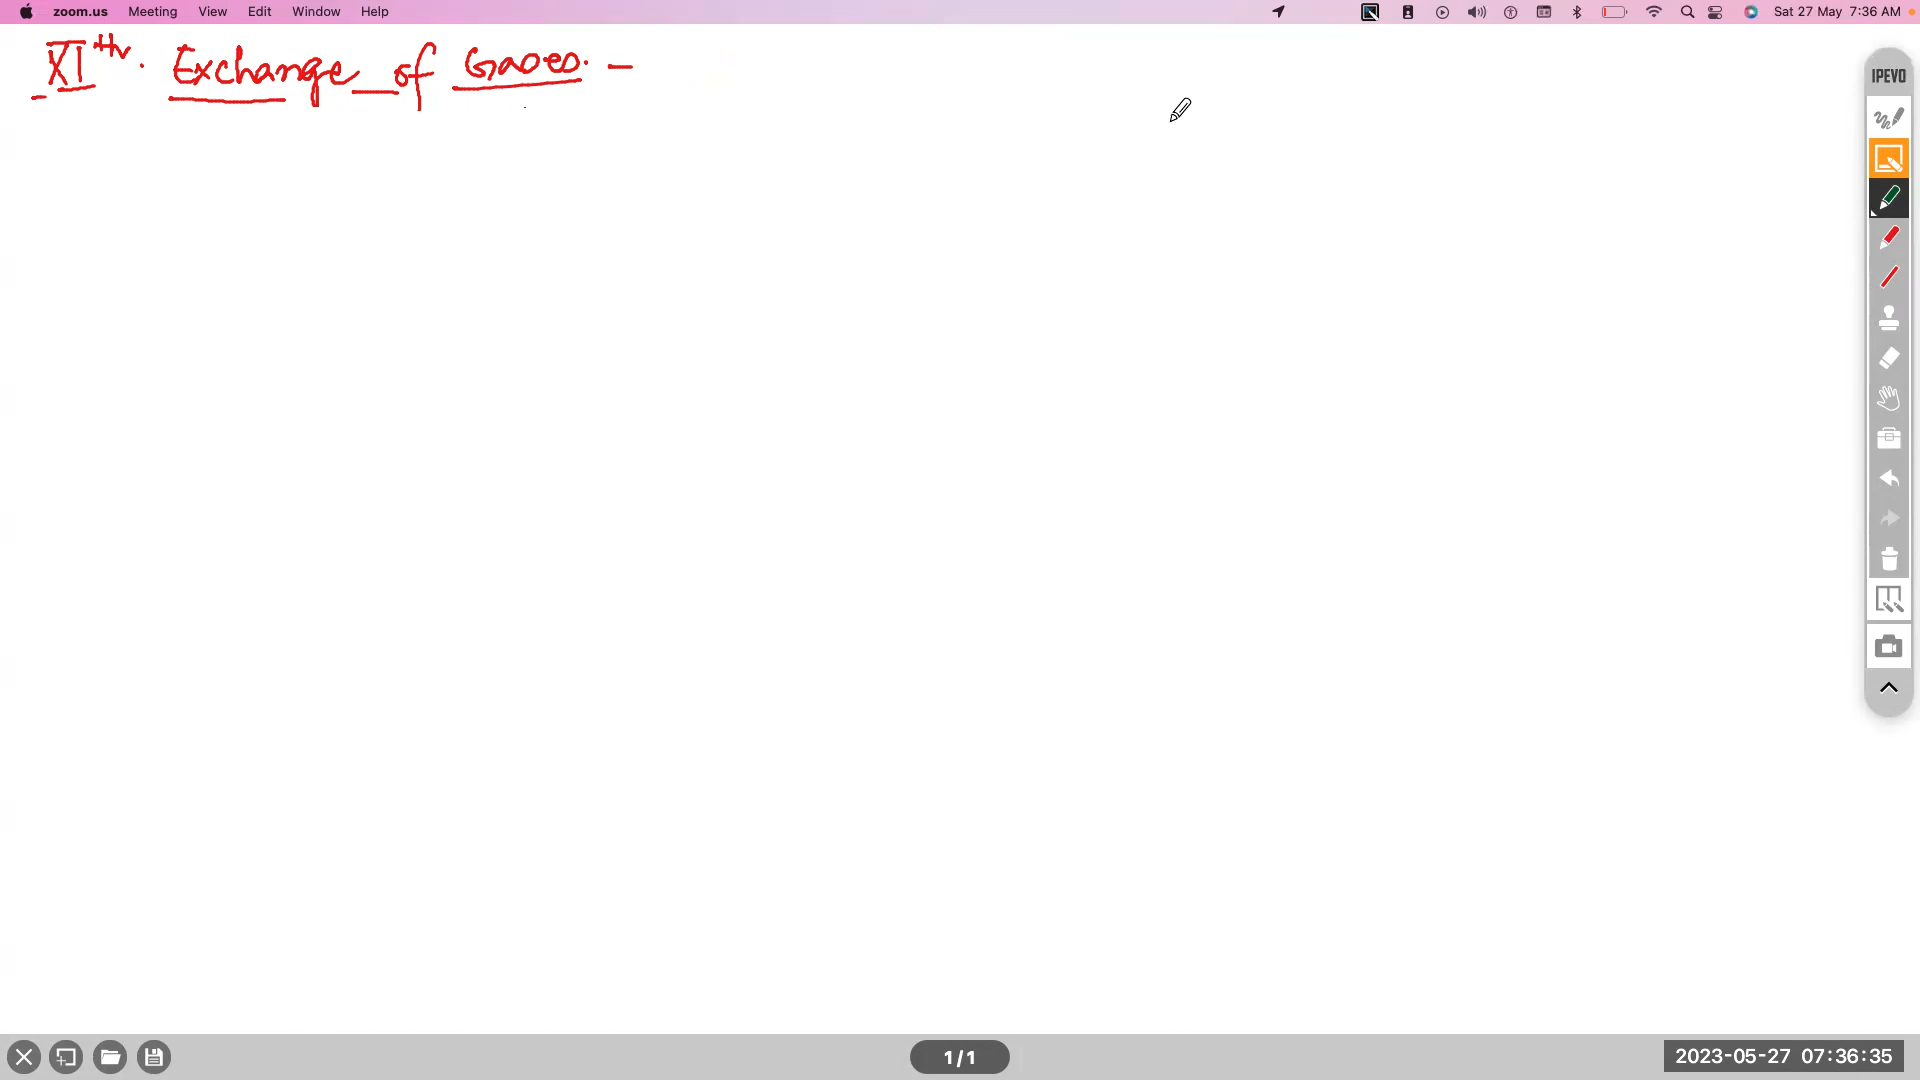 zoom.us Meeting View Edit Window Help Sat 27 May 7:36 AM
XIth. Exchange of Gases. -
IPEVO
1/1
2023-05-27 07:36:35